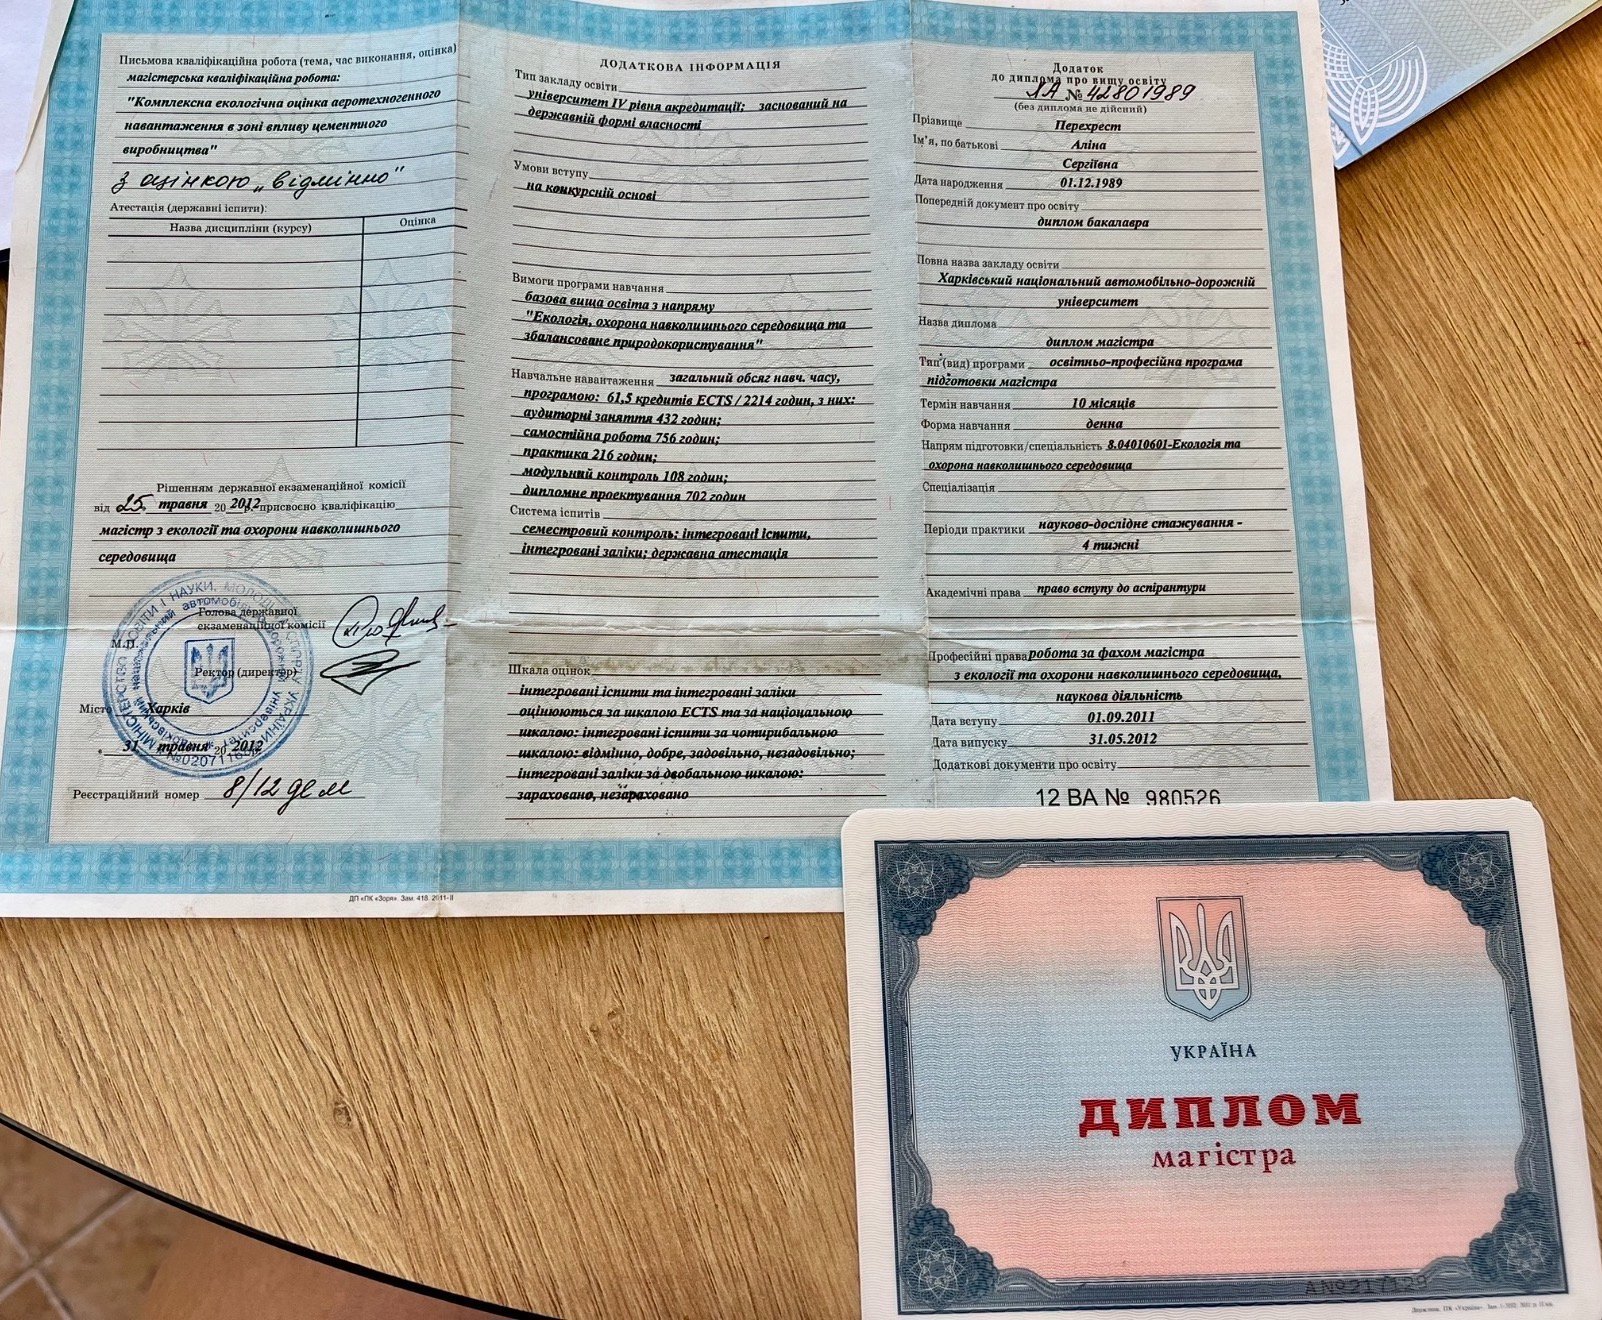 Письмова кваліфікаційна робота (тема, час виконання, оцінка)
магістерська кваліфікаційна робота:
"Комплексна екологічна оцінка аеротехногенного
навантаження в зоні впливу цементного
виробництва"
з оцінкою „відмінно"
Атестація (державні іспити):
Назва дисципліни (курсу)
Оцінка
Рішенням державної екзаменаційної комісії
від 25 травня 2012 р. присвоєно кваліфікацію
магістр з екології та охорони навколишнього
середовища
Голова державної
екзаменаційної комісії
М.П.
Ректор (директор)
Місто Харків
31 травня 20 2012
Реєстраційний номер 8/12 де м
ДП «ПК «Зоря». Зам. 418. 2011-II
ДОДАТКОВА ІНФОРМАЦІЯ
Тип закладу освіти
університет IV рівня акредитації; заснований на
державній формі власності
Умови вступу
на конкурсній основі
Вимоги програми навчання
базова вища освіта з напряму
"Екологія, охорона навколишнього середовища та
збалансоване природокористування"
Навчальне навантаження загальний обсяг навч. часу,
програмою: 61,5 кредитів ECTS / 2214 годин, з них:
аудиторні заняття 432 годин;
самостійна робота 756 годин;
практика 216 годин;
модульний контроль 108 годин;
дипломне проектування 702 годин
Система іспитів
семестровий контроль: інтегровані іспити,
інтегровані заліки; державна атестація
Шкала оцінок
інтегровані іспити та інтегровані заліки
оцінюються за шкалою ECTS та за національною
шкалою: інтегровані іспити за чотирибальною
шкалою: відмінно, добре, задовільно, незадовільно;
інтегровані заліки за двобальною шкалою:
зараховано, незараховано
Додаток
до диплома про вищу освіту
ХА № 42801989
(без диплома не дійсний)
Прізвище Перехрест
Ім'я, по батькові Аліна
Сергіївна
Дата народження 01.12.1989
Попередній документ про освіту
диплом бакалавра
Повна назва закладу освіти
Харківський національний автомобільно-дорожній
університет
Назва диплома
диплом магістра
Тип (вид) програми освітньо-професійна програма
підготовки магістра
Термін навчання 10 місяців
Форма навчання денна
Напрям підготовки/спеціальність 8.04010601-Екологія та
охорона навколишнього середовища
Спеціалізація
Періоди практики науково-дослідне стажування -
4 тижні
Академічні права право вступу до аспірантури
Професійні права робота за фахом магістра
з екології та охорони навколишнього середовища,
наукова діяльність
Дата вступу 01.09.2011
Дата випуску 31.05.2012
Додаткові документи про освіту
12 ВА № 980526
УКРАЇНА
ДИПЛОМ
магістра
А№217129